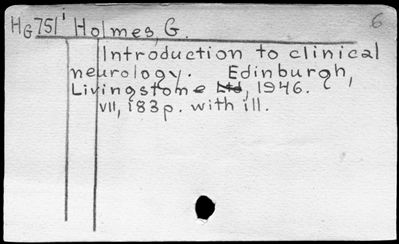 HG751' Holmes, G. 6
Introduction to clinical
neurology. Edinburgh,
Livingstone Ltd, 1946.
VII, 183p. with ill.